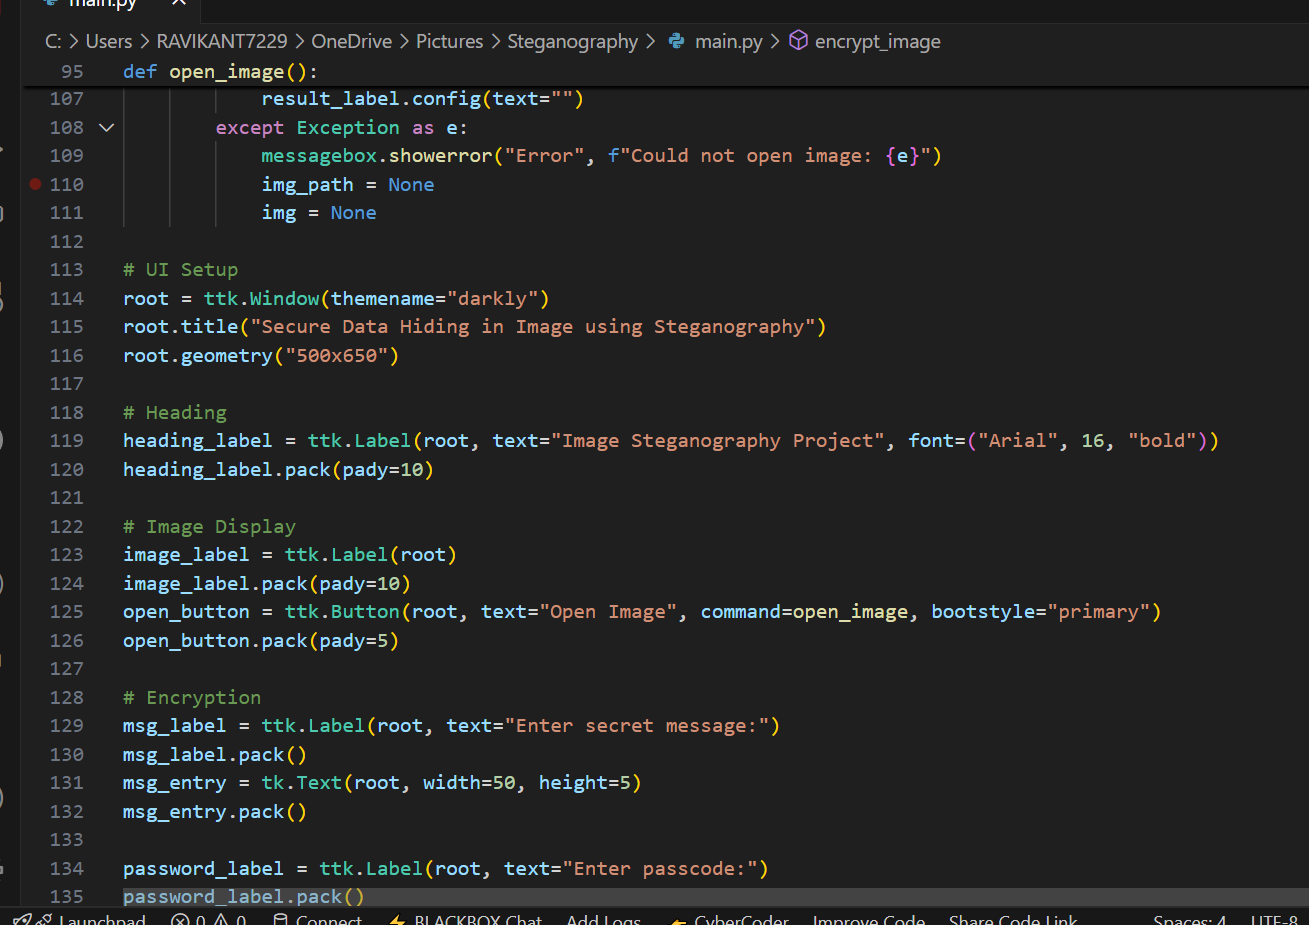 main.py
C: > Users > RAVIKANT7229 > OneDrive > Pictures > Steganography > main.py > encrypt_image
95 def open_image():
107 result_label.config(text="")
108 except Exception as e:
109 messagebox.showerror("Error", f"Could not open image: {e}")
110 img_path = None
111 img = None
112
113 # UI Setup
114 root = ttk.Window(themename="darkly")
115 root.title("Secure Data Hiding in Image using Steganography")
116 root.geometry("500x650")
117
118 # Heading
119 heading_label = ttk.Label(root, text="Image Steganography Project", font=("Arial", 16, "bold"))
120 heading_label.pack(pady=10)
121
122 # Image Display
123 image_label = ttk.Label(root)
124 image_label.pack(pady=10)
125 open_button = ttk.Button(root, text="Open Image", command=open_image, bootstyle="primary")
126 open_button.pack(pady=5)
127
128 # Encryption
129 msg_label = ttk.Label(root, text="Enter secret message:")
130 msg_label.pack()
131 msg_entry = tk.Text(root, width=50, height=5)
132 msg_entry.pack()
133
134 password_label = ttk.Label(root, text="Enter passcode:")
135 password_label.pack()
Launchpad 0 0 Connect BLACKBOX Chat Add Logs CyberCoder Improve Code Share Code Link Spaces: 4 UTF-8